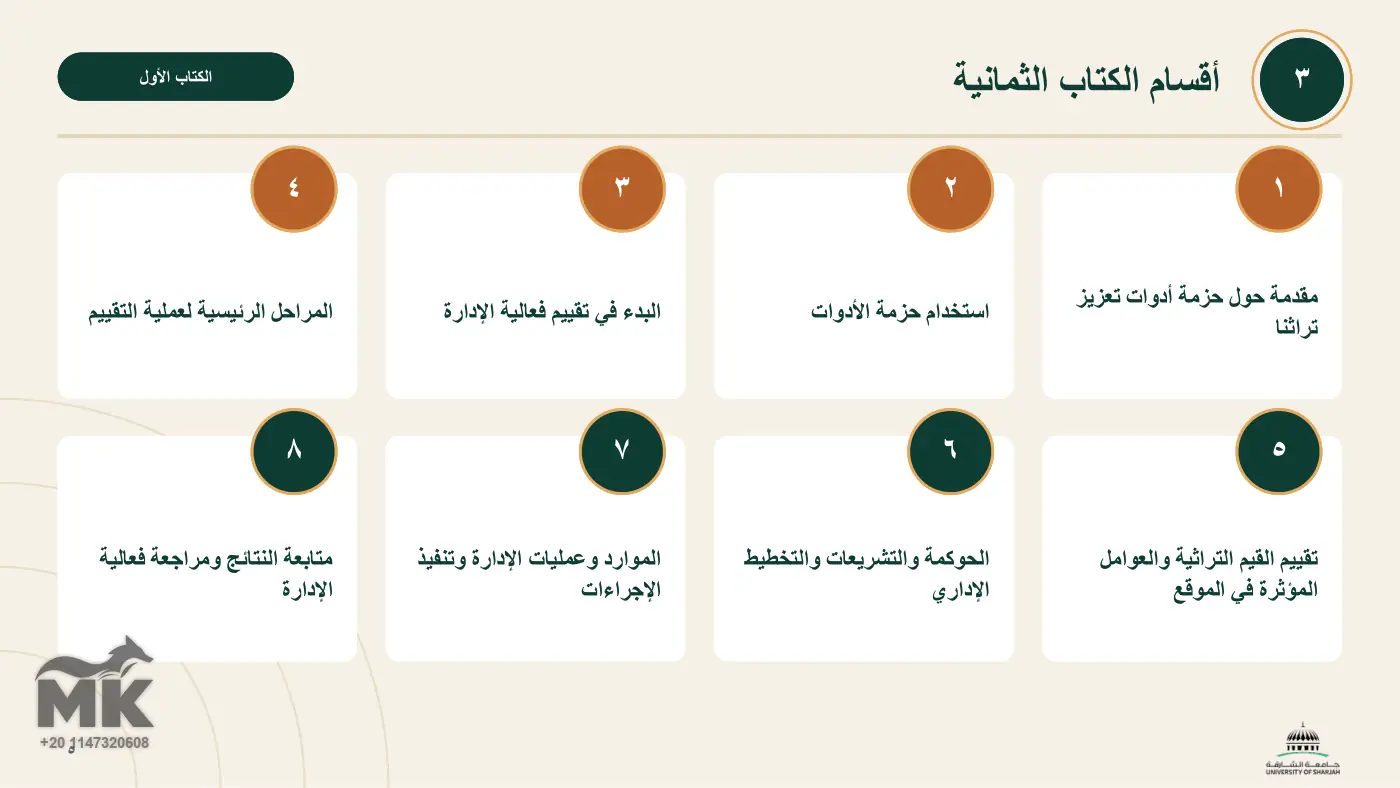 ٣
أقسام الكتاب الثمانية
الكتاب الأول
١
مقدمة حول حزمة أدوات تعزيز
تراثنا
٢
استخدام حزمة الأدوات
٣
البدء في تقييم فعالية الإدارة
٤
المراحل الرئيسية لعملية التقييم
٥
تقييم القيم التراثية والعوامل
المؤثرة في الموقع
٦
الحوكمة والتشريعات والتخطيط
الإداري
٧
الموارد وعمليات الإدارة وتنفيذ
الإجراءات
٨
متابعة النتائج ومراجعة فعالية
الإدارة
MK
+20 1147320608
جامعة الشارقة
UNIVERSITY OF SHARJAH